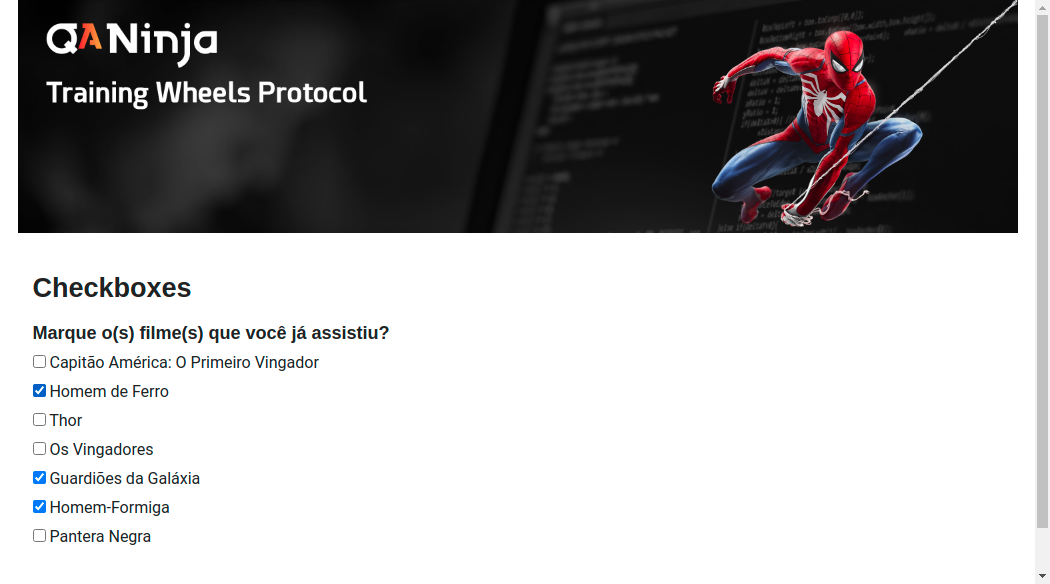 QANinja
Training Wheels Protocol
Checkboxes
Marque o(s) filme(s) que você já assistiu?
Capitão América: O Primeiro Vingador
Homem de Ferro
Thor
Os Vingadores
Guardiões da Galáxia
Homem-Formiga
Pantera Negra